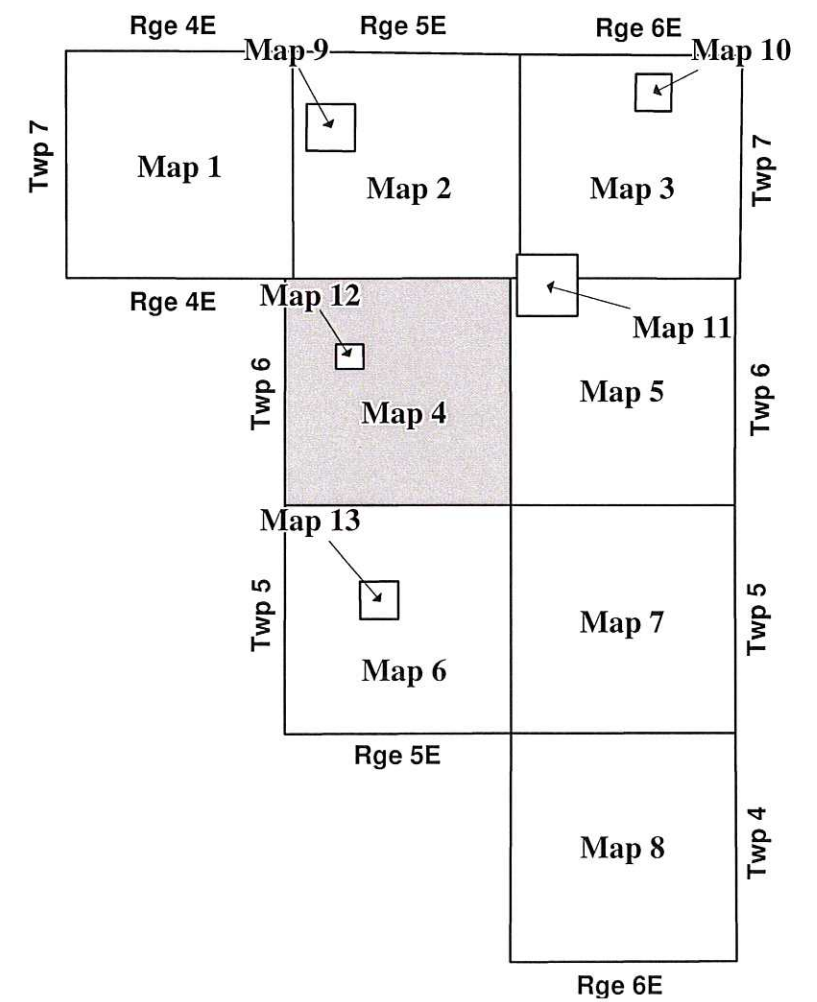 Rge 4E
Rge 5E
Rge 6E
Map 9
Map 10
Twp 7
Map 1
Map 2
Map 3
Twp 7
Rge 4E
Map 12
Map 11
Twp 6
Map 4
Map 5
Twp 6
Map 13
Twp 5
Map 6
Map 7
Twp 5
Rge 5E
Map 8
Twp 4
Rge 6E